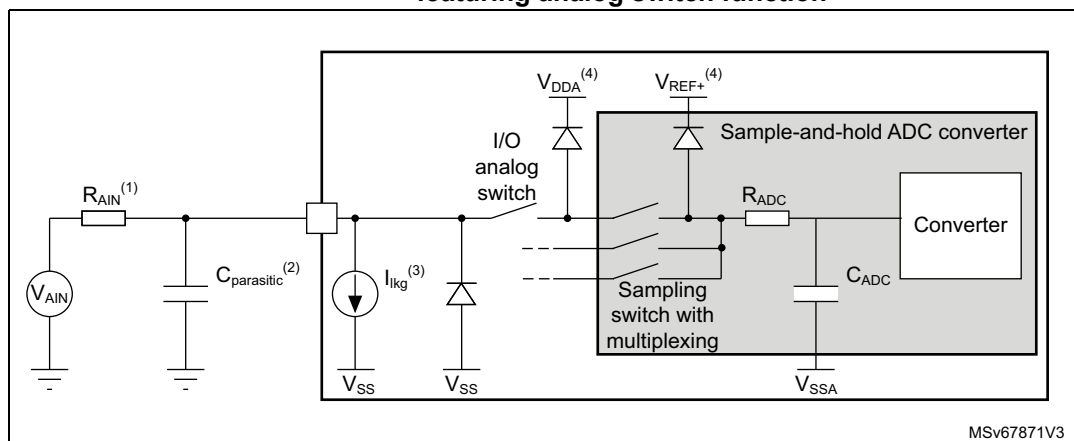 featuring analog switch function
V_DDA^(4)
V_REF+^(4)
Sample-and-hold ADC converter
I/O
analog
switch
R_AIN^(1)
R_ADC
Converter
V_AIN
C_parasitic^(2)
I_lkg^(3)
C_ADC
Sampling
switch with
multiplexing
V_SS
V_SS
V_SSA
MSv67871V3